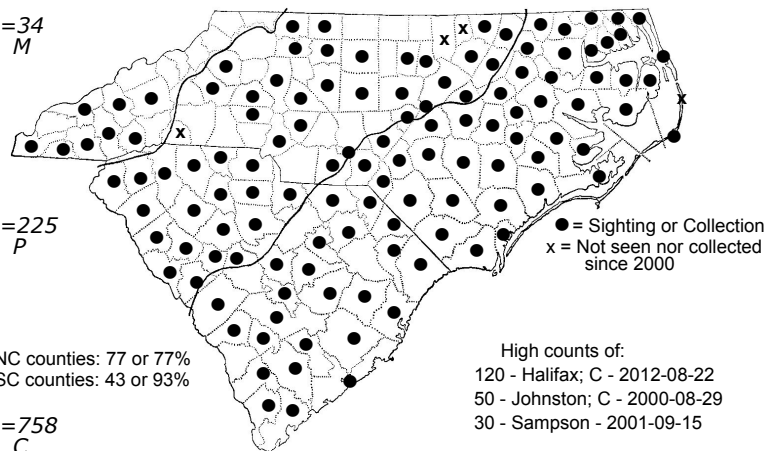 =34
M
x x
x
x
=225
P
● = Sighting or Collection
x = Not seen nor collected
since 2000
NC counties: 77 or 77%
SC counties: 43 or 93%
High counts of:
120 - Halifax; C - 2012-08-22
50 - Johnston; C - 2000-08-29
30 - Sampson - 2001-09-15
=758
C